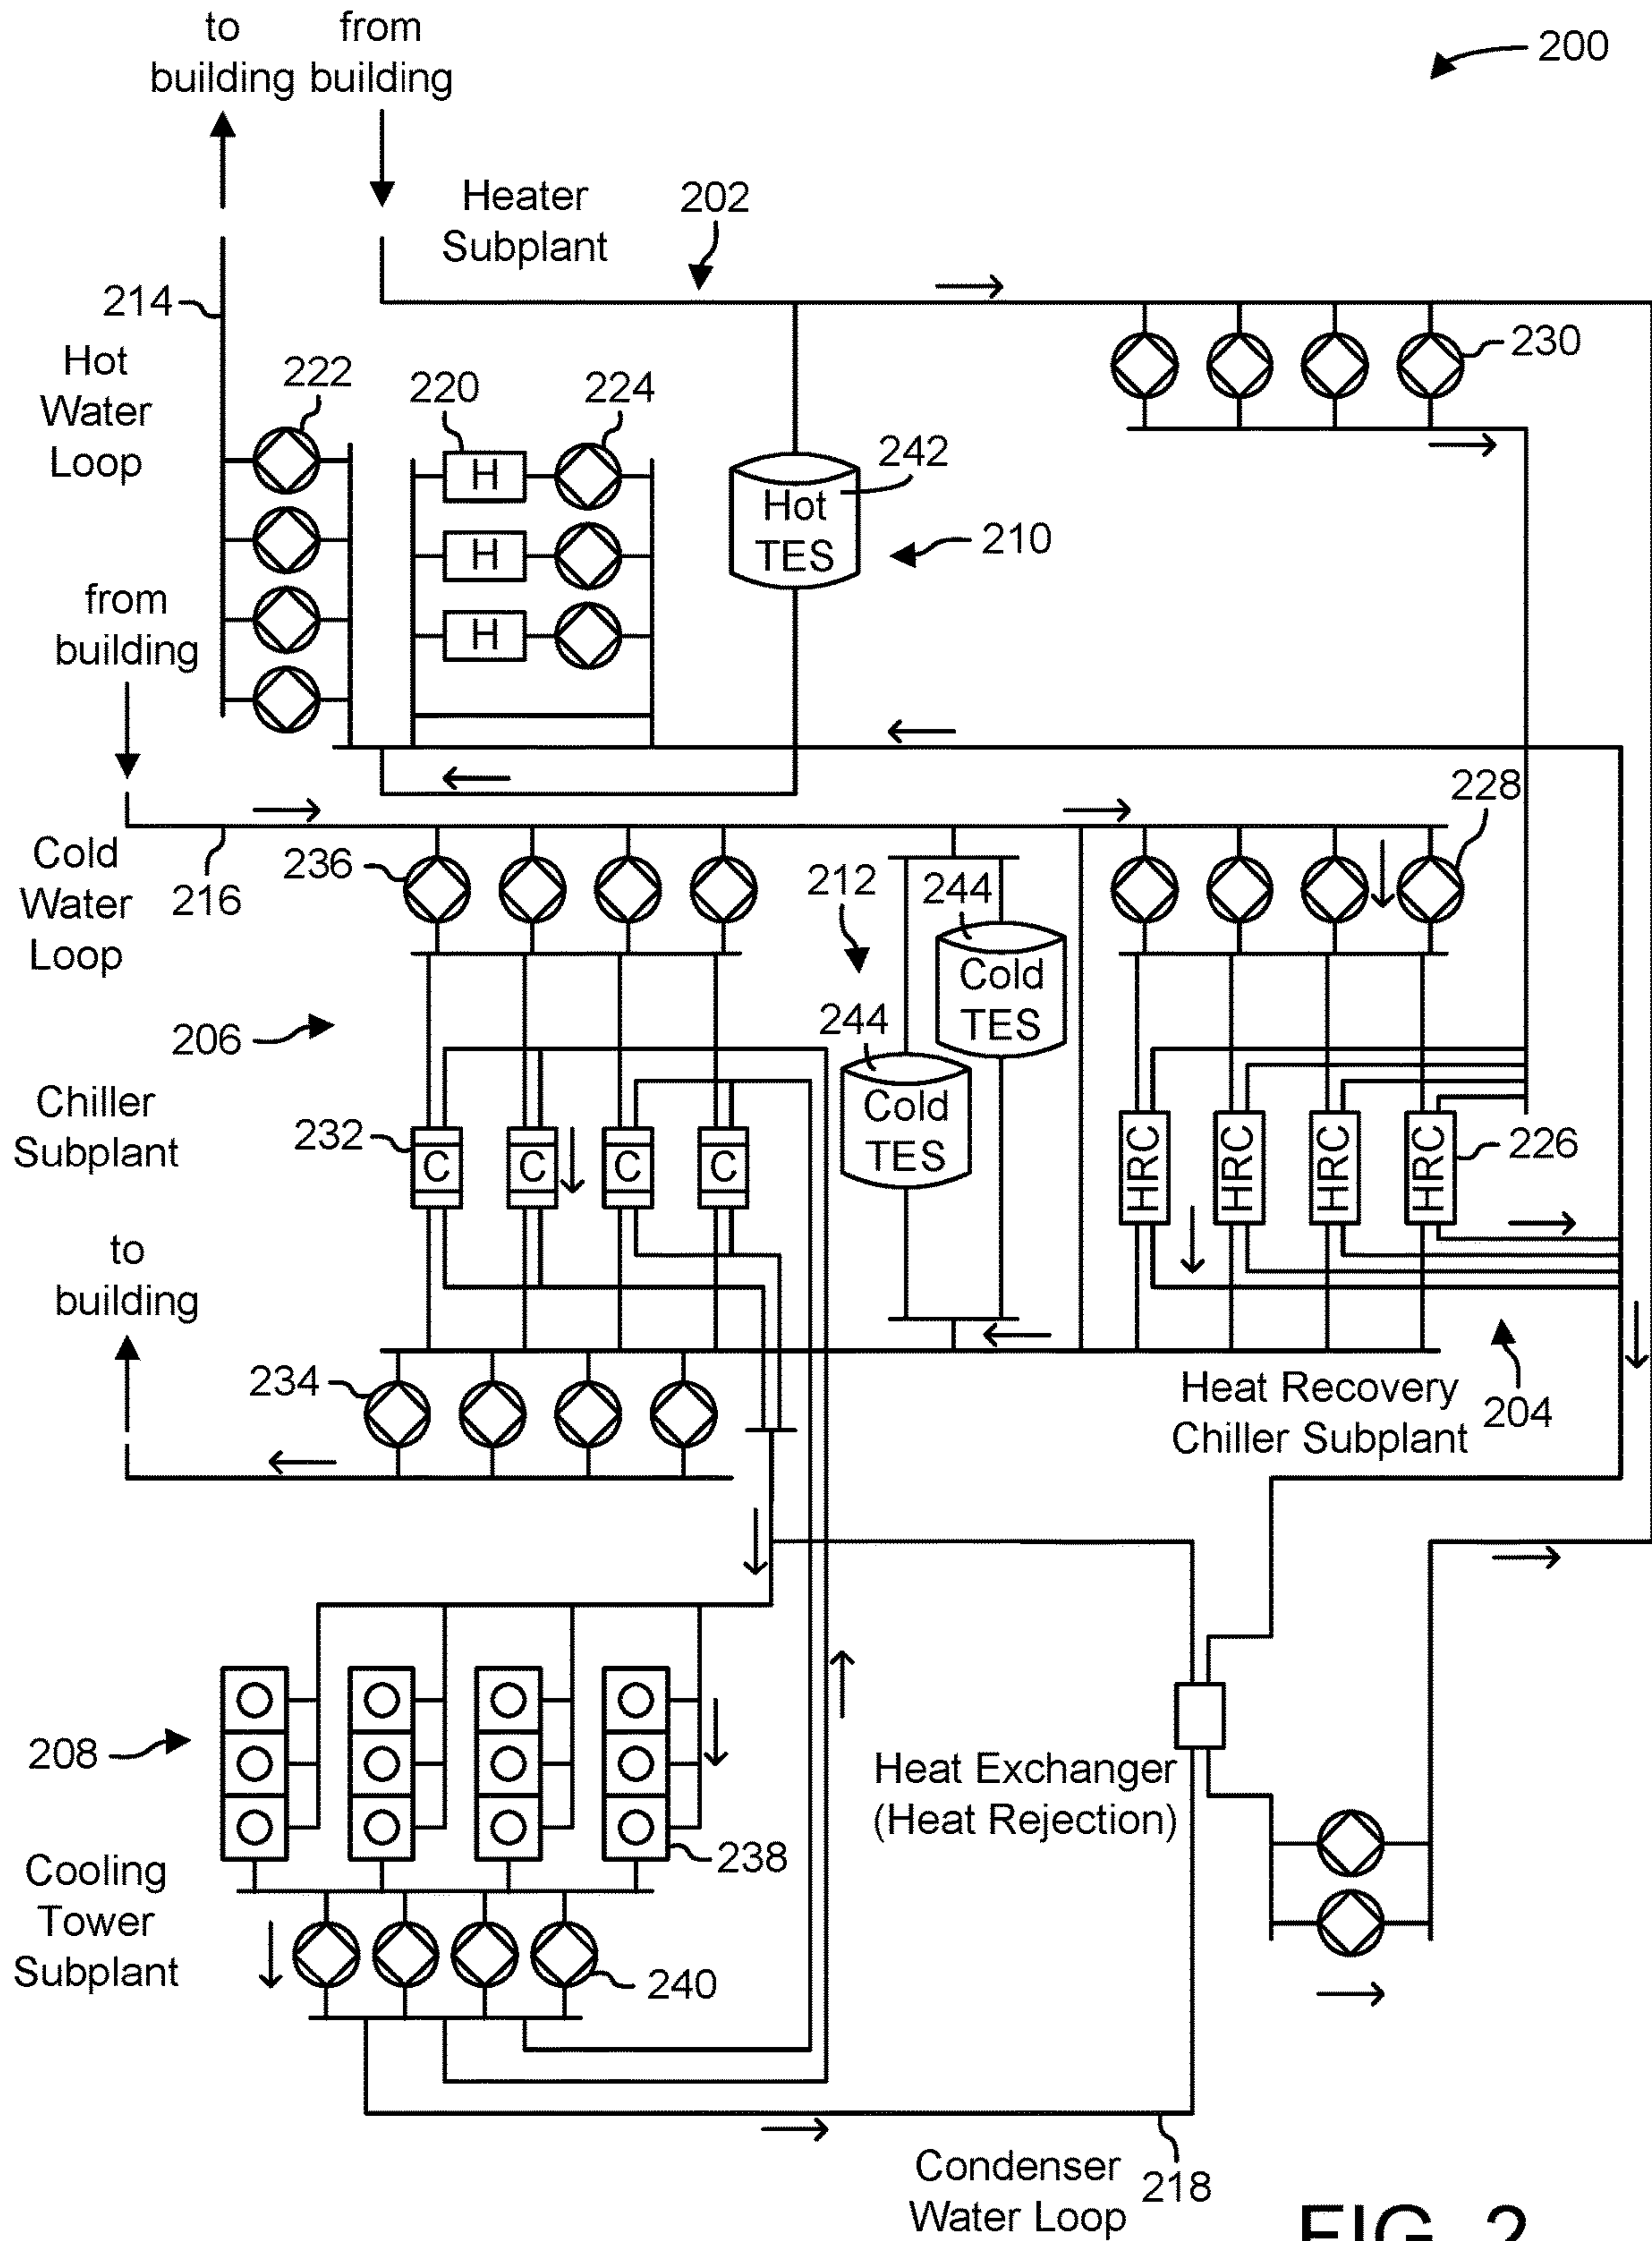 to
building
from
building
200
Heater
Subplant
202
214
Hot
Water
Loop
222
220
224
230
H
H
H
Hot
TES
242
210
from
building
228
Cold
Water
Loop
216
236
212
244
Cold
TES
244
Cold
TES
206
Chiller
Subplant
232
C
C
C
C
HRC
HRC
HRC
HRC
226
to
building
234
Heat Recovery
Chiller Subplant
204
208
Heat Exchanger
(Heat Rejection)
238
Cooling
Tower
Subplant
240
Condenser
Water Loop
218
FIG. 2